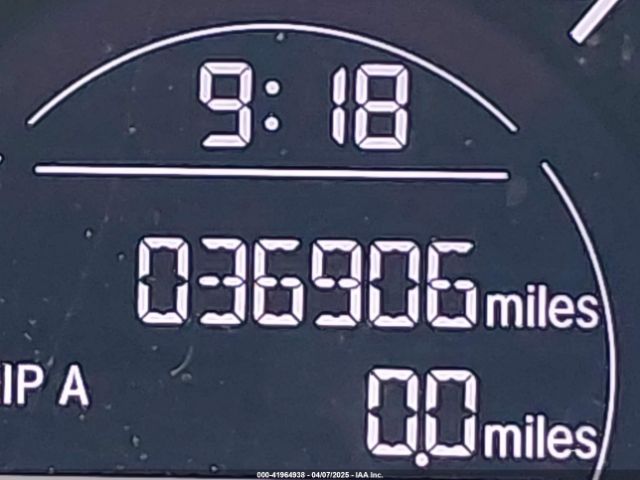 9:18
036906 miles
IP A
0.0 miles
000-41964938 - 04/07/2025 - IAA Inc.